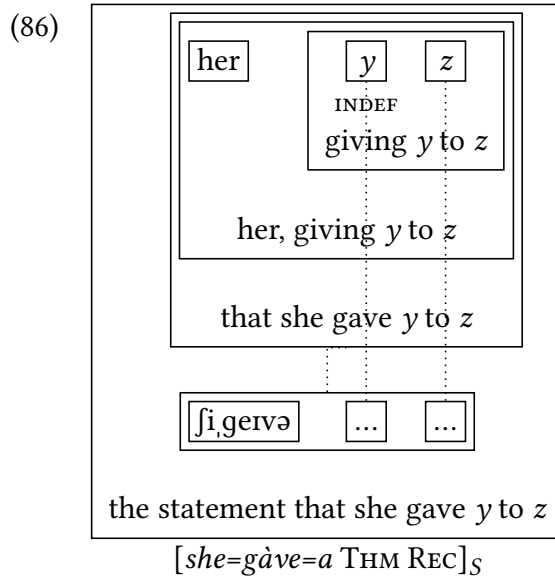 (86)
her y z
INDEF
giving y to z
her, giving y to z
that she gave y to z
ʃiˌɡeɪvə ... ...
the statement that she gave y to z
[she=gàve=a THM REC]S